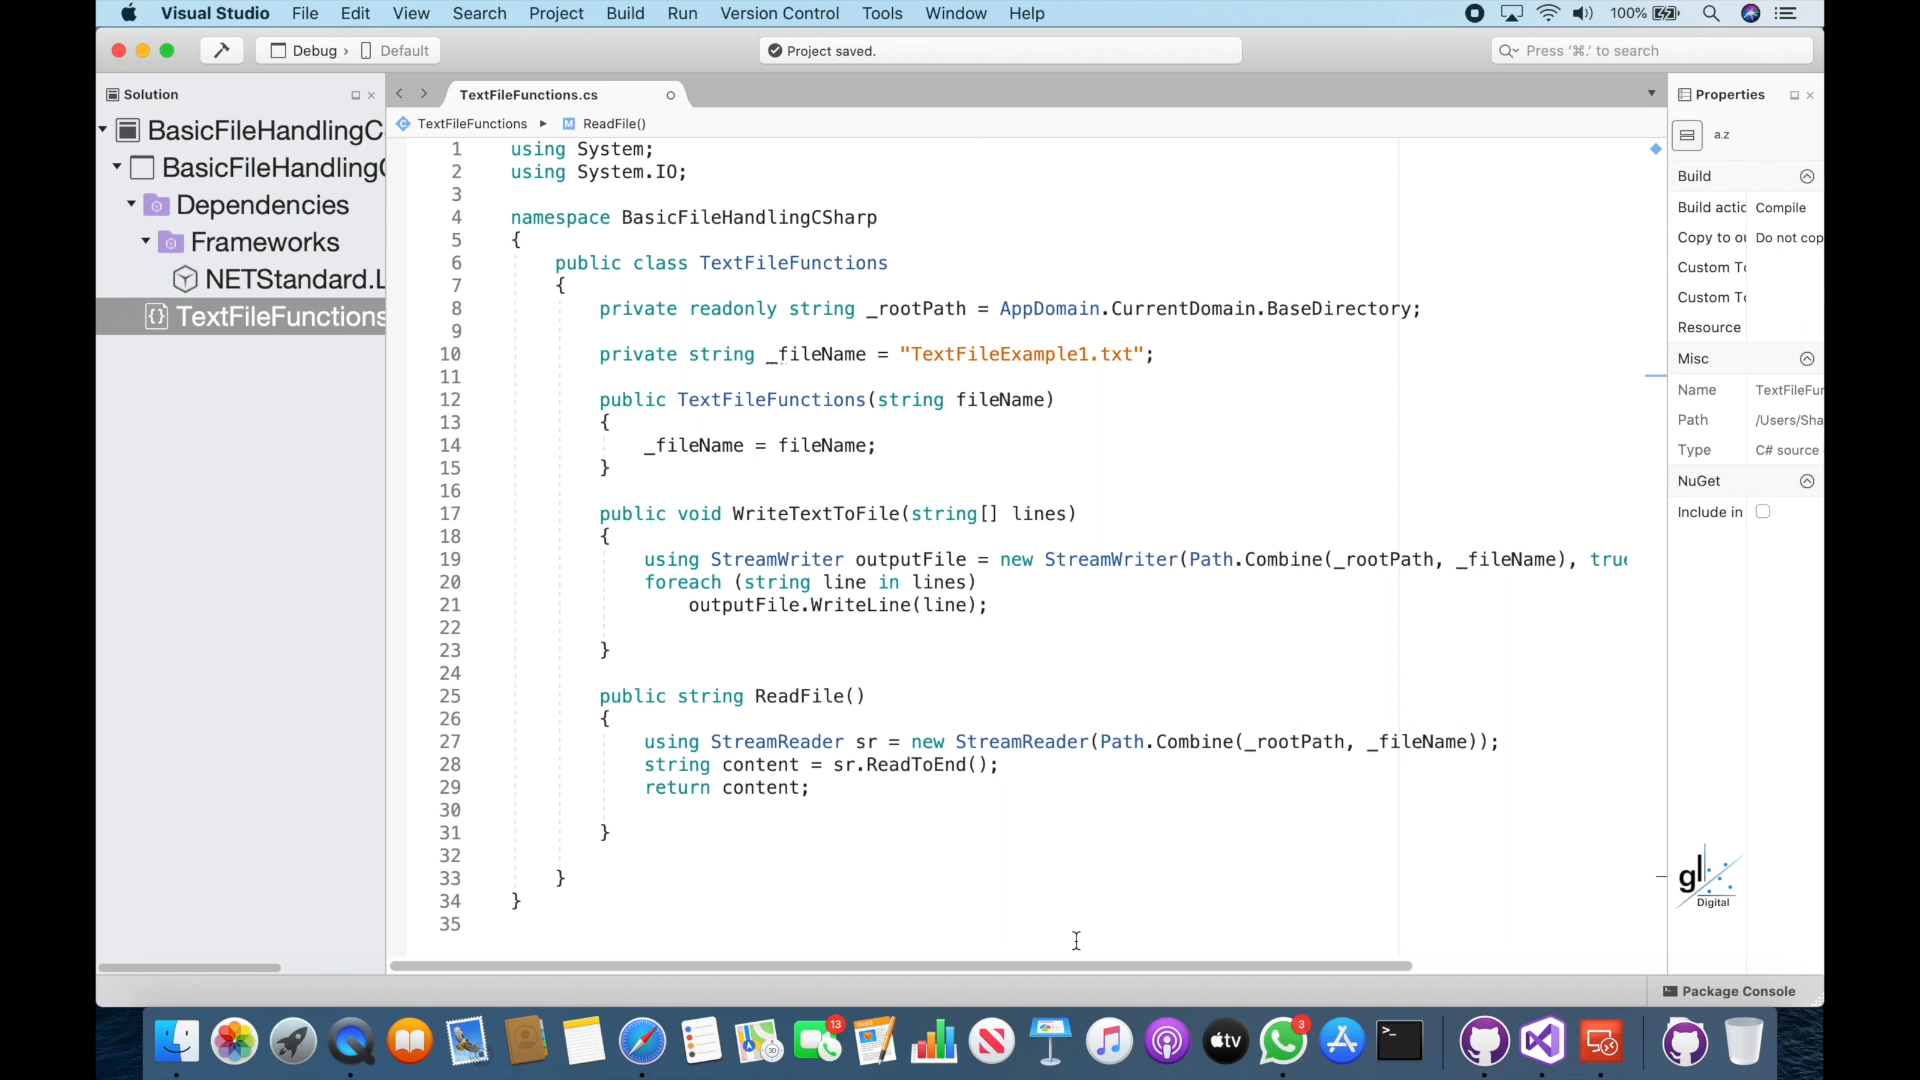 Visual Studio File Edit View Search Project Build Run Version Control Tools Window Help 100%
Debug › Default
Project saved.
Press '⌘.' to search
Solution
TextFileFunctions.cs
Properties
TextFileFunctions ▸ ReadFile()
a.z
BasicFileHandlingC
BasicFileHandlingC
Dependencies
Frameworks
NETStandard.L
TextFileFunctions
1 using System;
2 using System.IO;
3
4 namespace BasicFileHandlingCSharp
5 {
6 public class TextFileFunctions
7 {
8 private readonly string _rootPath = AppDomain.CurrentDomain.BaseDirectory;
9
10 private string _fileName = "TextFileExample1.txt";
11
12 public TextFileFunctions(string fileName)
13 {
14 _fileName = fileName;
15 }
16
17 public void WriteTextToFile(string[] lines)
18 {
19 using StreamWriter outputFile = new StreamWriter(Path.Combine(_rootPath, _fileName), true
20 foreach (string line in lines)
21 outputFile.WriteLine(line);
22
23 }
24
25 public string ReadFile()
26 {
27 using StreamReader sr = new StreamReader(Path.Combine(_rootPath, _fileName));
28 string content = sr.ReadToEnd();
29 return content;
30
31 }
32
33 }
34 }
35
Build
Build actic Compile
Copy to ou Do not cop
Custom To
Custom To
Resource
Misc
Name TextFileFun
Path /Users/Sha
Type C# source
NuGet
Include in
gl
Digital
Package Console
13
3
tv
3D